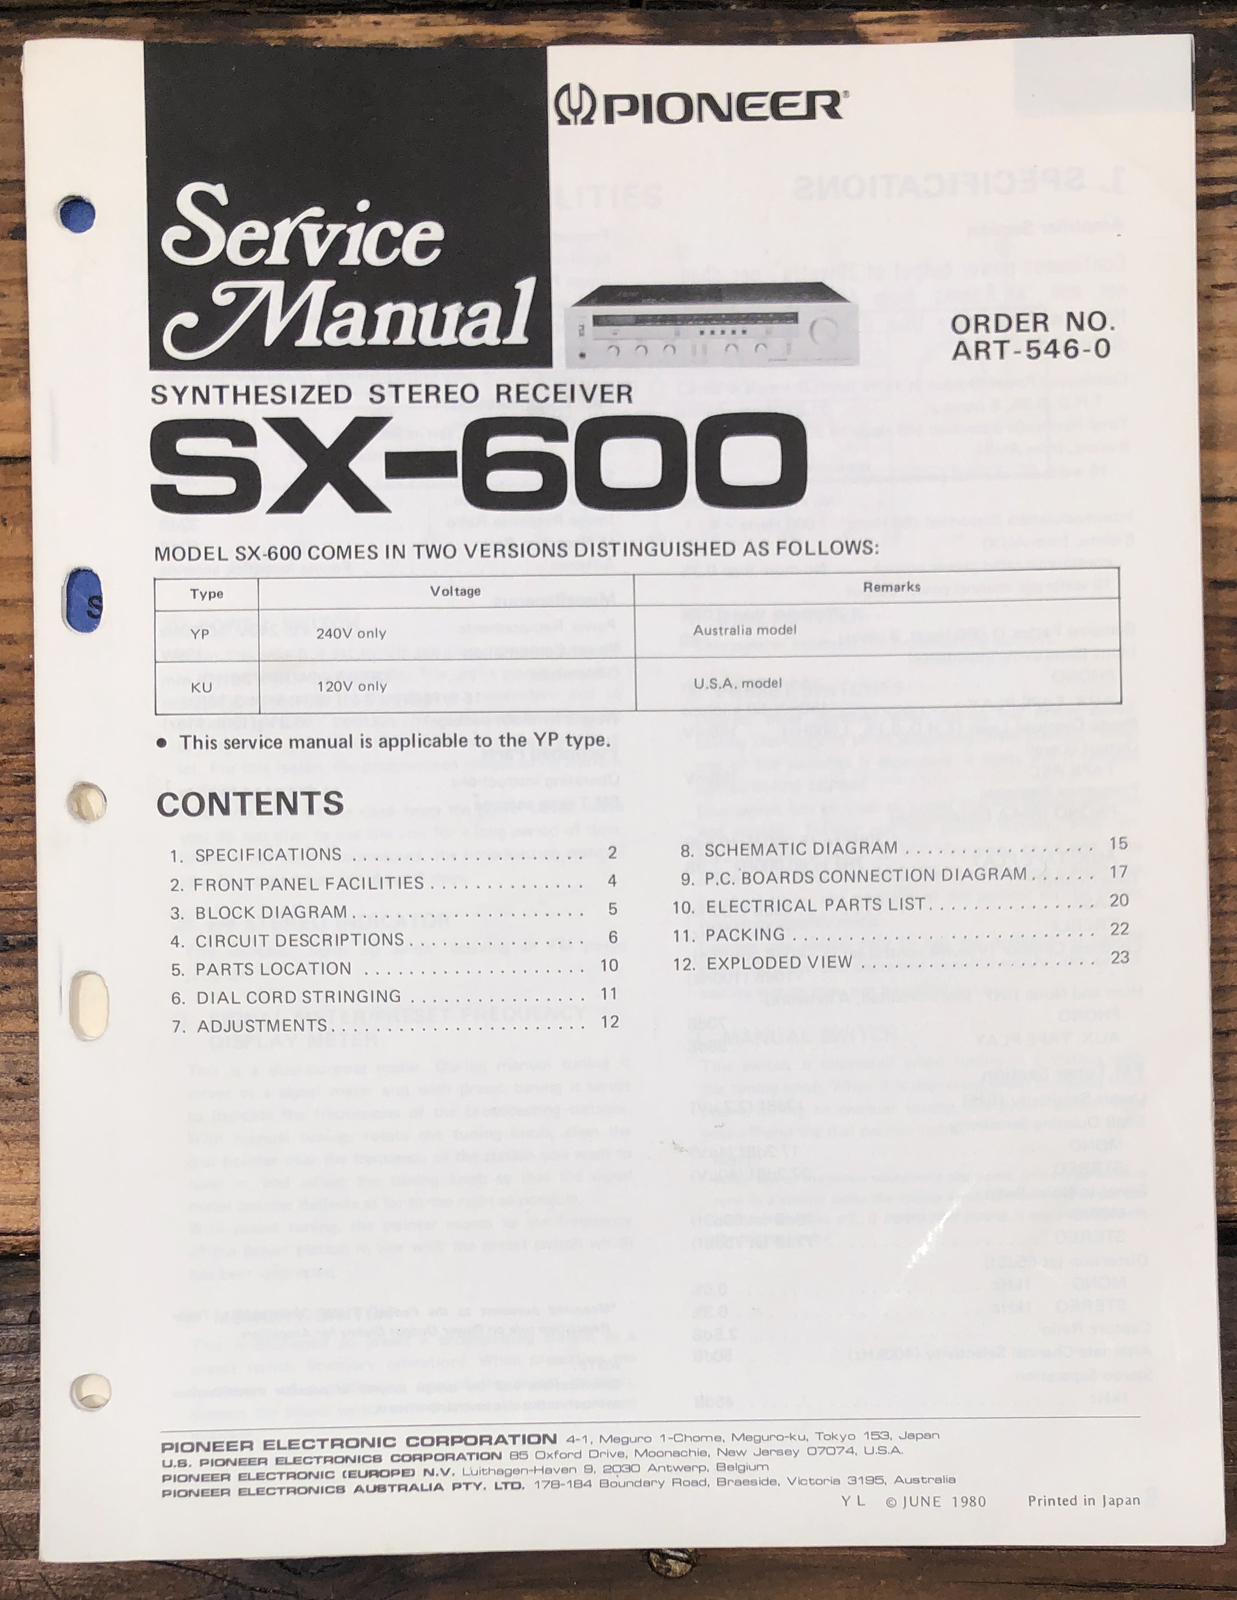 PIONEER®
Service
Manual
ORDER NO.
ART-546-0
SYNTHESIZED STEREO RECEIVER
SX-600
MODEL SX-600 COMES IN TWO VERSIONS DISTINGUISHED AS FOLLOWS:
Type Voltage Remarks
YP 240V only Australia model
KU 120V only U.S.A. model
● This service manual is applicable to the YP type.
CONTENTS
1. SPECIFICATIONS . . . . . . . . . . . . . . . . . . . . . 2
2. FRONT PANEL FACILITIES . . . . . . . . . . . . . . 4
3. BLOCK DIAGRAM . . . . . . . . . . . . . . . . . . . . . 5
4. CIRCUIT DESCRIPTIONS . . . . . . . . . . . . . . . . 6
5. PARTS LOCATION . . . . . . . . . . . . . . . . . . . . 10
6. DIAL CORD STRINGING . . . . . . . . . . . . . . . . 11
7. ADJUSTMENTS . . . . . . . . . . . . . . . . . . . . . . . 12
8. SCHEMATIC DIAGRAM . . . . . . . . . . . . . . . . . 15
9. P.C. BOARDS CONNECTION DIAGRAM . . . . . . 17
10. ELECTRICAL PARTS LIST . . . . . . . . . . . . . . . 20
11. PACKING . . . . . . . . . . . . . . . . . . . . . . . . . . . 22
12. EXPLODED VIEW . . . . . . . . . . . . . . . . . . . . . 23
PIONEER ELECTRONIC CORPORATION 4-1, Meguro 1-Chome, Meguro-ku, Tokyo 153, Japan
U.S. PIONEER ELECTRONICS CORPORATION 85 Oxford Drive, Moonachie, New Jersey 07074, U.S.A.
PIONEER ELECTRONIC (EUROPE) N.V. Luithagen-Haven 9, 2030 Antwerp, Belgium
PIONEER ELECTRONICS AUSTRALIA PTY. LTD. 178-184 Boundary Road, Braeside, Victoria 3195, Australia
YL © JUNE 1980 Printed in Japan